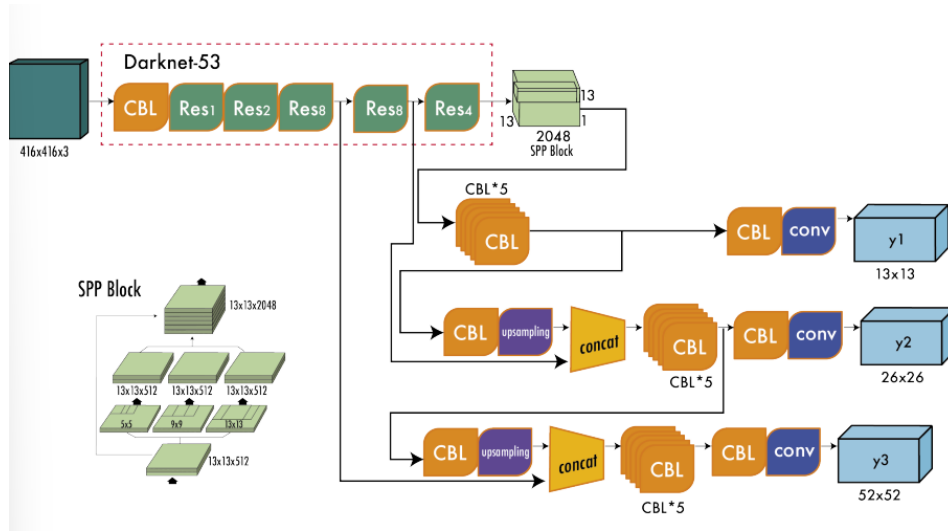 Darknet-53
CBL
Res1
Res2
Res8
Res8
Res4
416x416x3
13
13
1
2048
SPP Block
CBL*5
CBL
CBL
conv
y1
13x13
SPP Block
13x13x2048
13x13x512
13x13x512
13x13x512
5x5
9x9
13x13
13x13x512
CBL
upsampling
concat
CBL
CBL*5
CBL
conv
y2
26x26
CBL
upsampling
concat
CBL
CBL*5
CBL
conv
y3
52x52